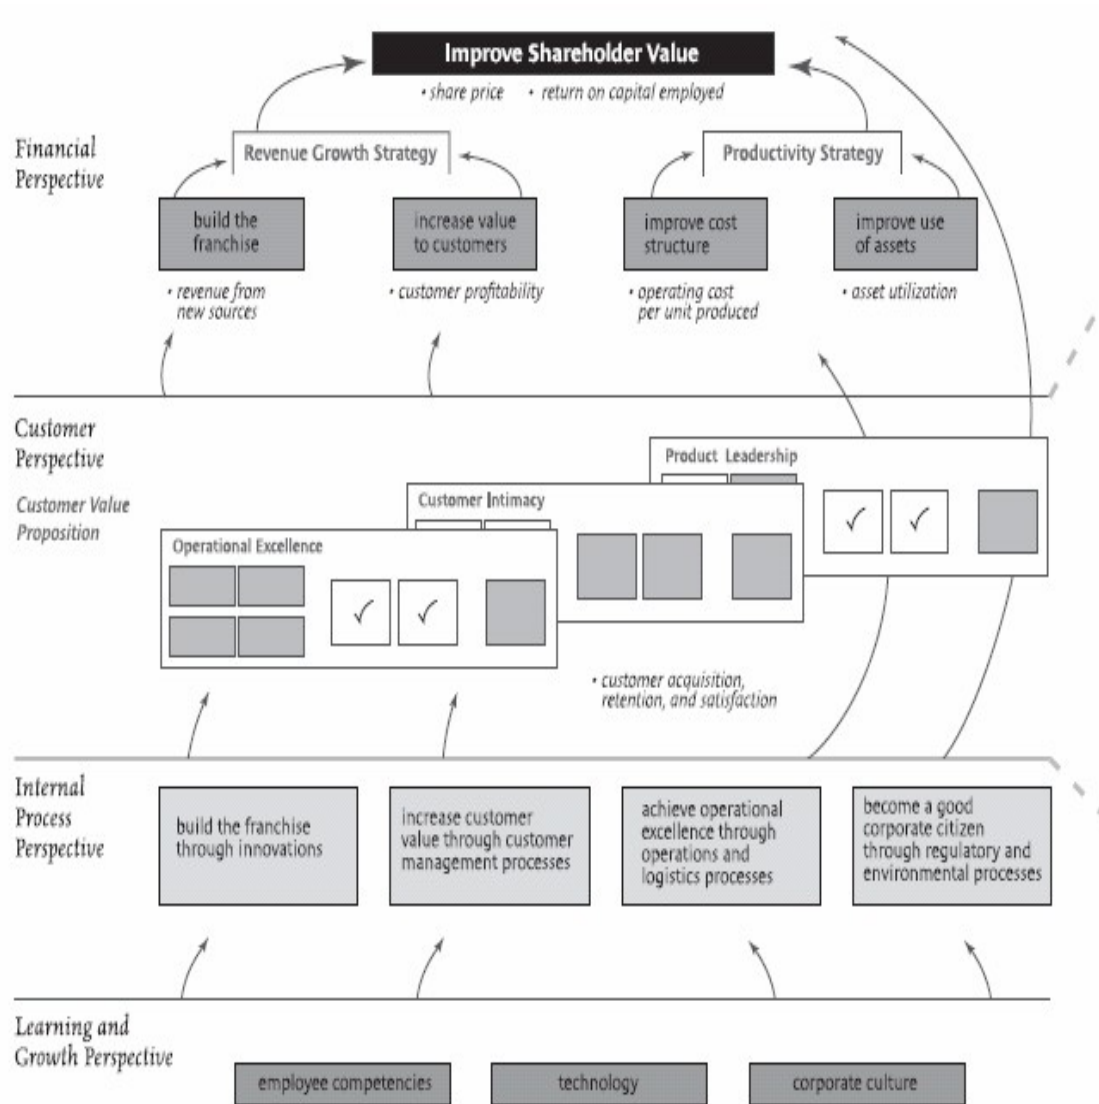 Improve Shareholder Value
• share price • return on capital employed
Financial
Perspective
Revenue Growth Strategy
Productivity Strategy
build the
franchise
increase value
to customers
improve cost
structure
improve use
of assets
• revenue from
new sources
• customer profitability
• operating cost
per unit produced
• asset utilization
Customer
Perspective
Customer Value
Proposition
Product Leadership
Customer Intimacy
Operational Excellence
• customer acquisition,
retention, and satisfaction
Internal
Process
Perspective
build the franchise
through innovations
increase customer
value through customer
management processes
achieve operational
excellence through
operations and
logistics processes
become a good
corporate citizen
through regulatory and
environmental processes
Learning and
Growth Perspective
employee competencies
technology
corporate culture